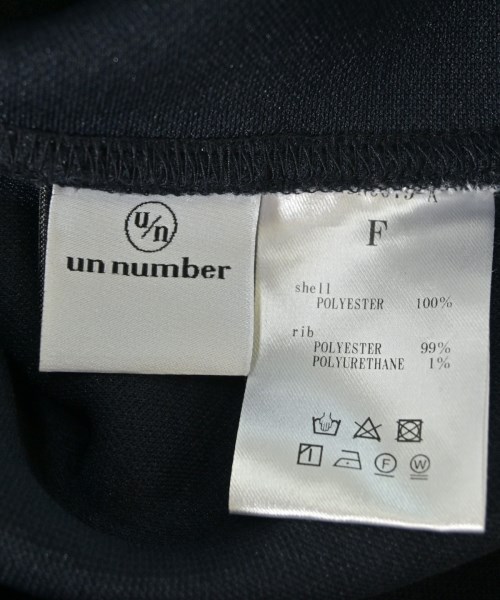 u/n
un number
F
shell
POLYESTER 100%
rib
POLYESTER 99%
POLYURETHANE 1%
F W